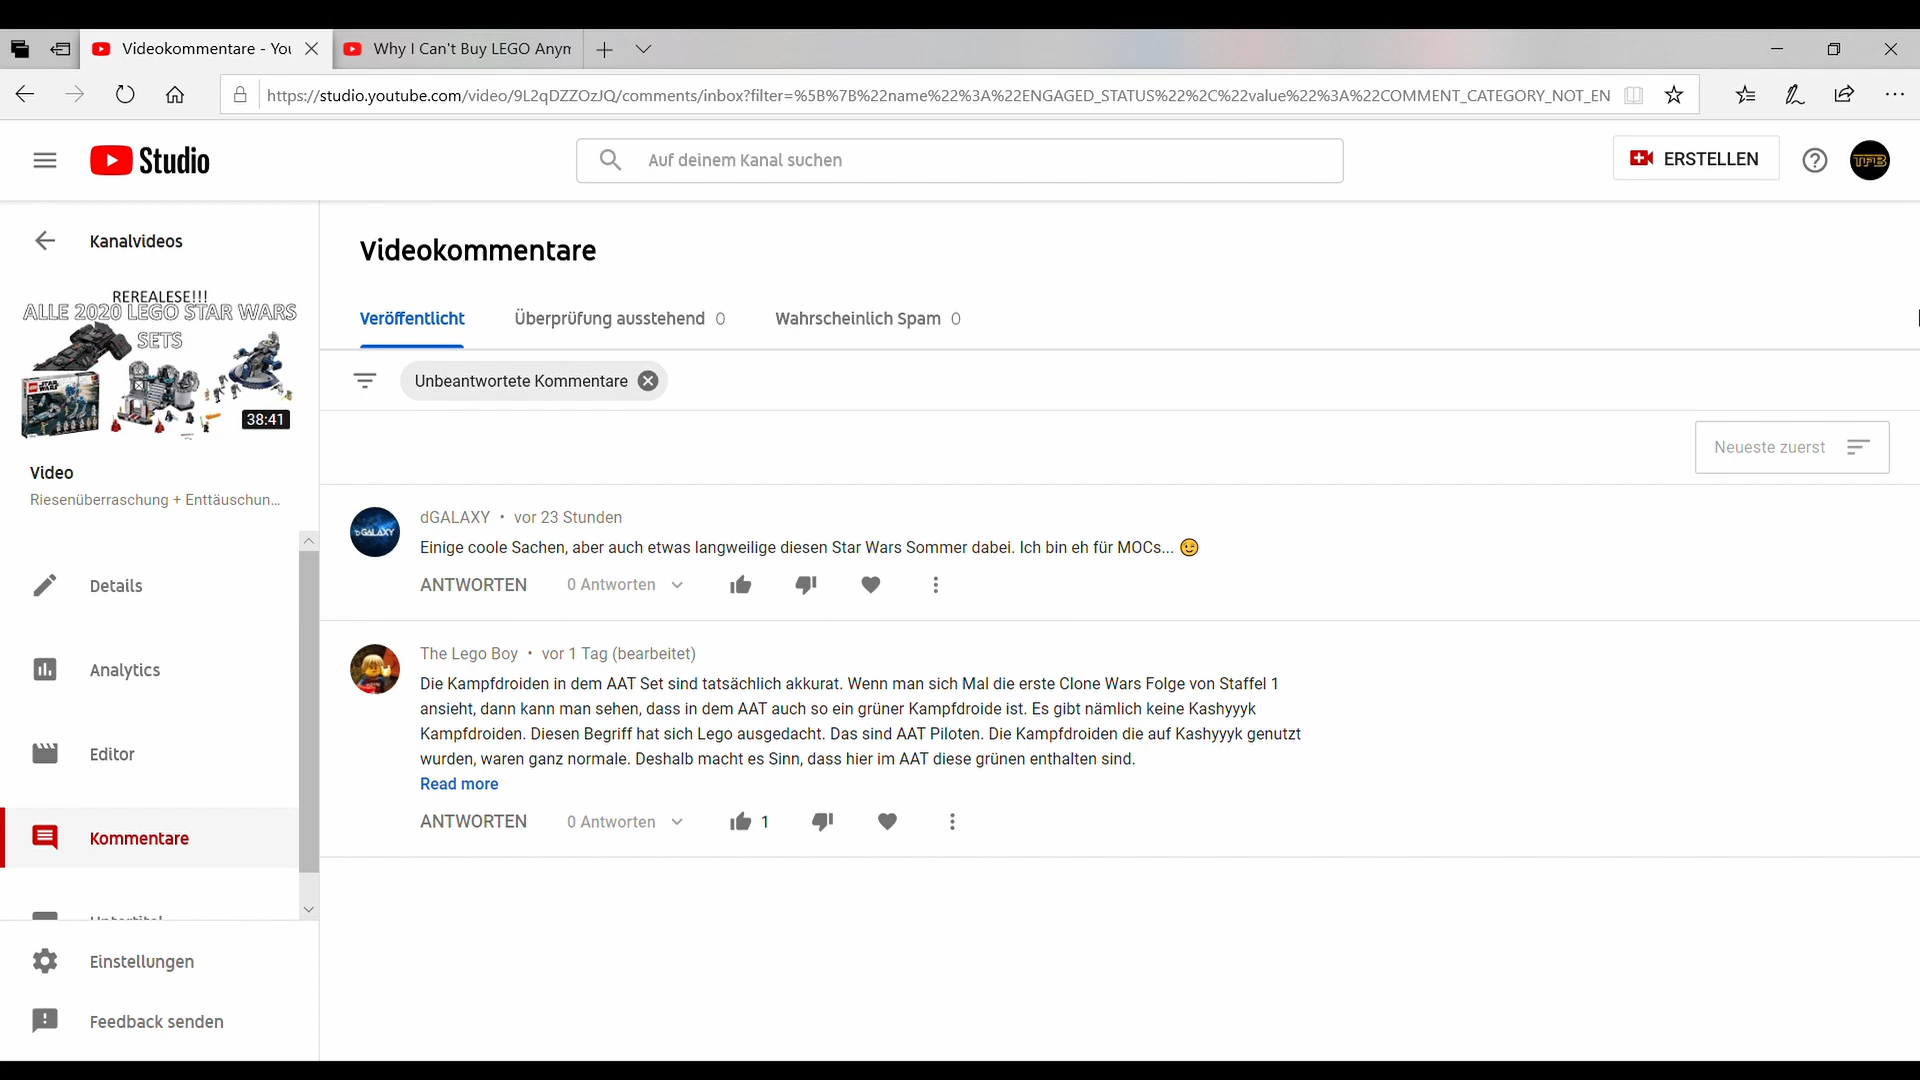 Videokommentare - You
Why I Can't Buy LEGO Anym
https://studio.youtube.com/video/9L2qDZZOzJQ/comments/inbox?filter=%5B%7B%22name%22%3A%22ENGAGED_STATUS%22%2C%22value%22%3A%22COMMENT_CATEGORY_NOT_EN
Studio
Auf deinem Kanal suchen
ERSTELLEN
TFB
Kanalvideos
REREALESE!!!
ALLE 2020 LEGO STAR WARS
SETS
38:41
Video
Riesenüberraschung + Enttäuschun...
Details
Analytics
Editor
Kommentare
Untertitel
Einstellungen
Feedback senden
Videokommentare
Veröffentlicht
Überprüfung ausstehend 0
Wahrscheinlich Spam 0
Unbeantwortete Kommentare
Neueste zuerst
dGALAXY
dGALAXY • vor 23 Stunden
Einige coole Sachen, aber auch etwas langweilige diesen Star Wars Sommer dabei. Ich bin eh für MOCs... 😉
ANTWORTEN 0 Antworten
The Lego Boy • vor 1 Tag (bearbeitet)
Die Kampfdroiden in dem AAT Set sind tatsächlich akkurat. Wenn man sich Mal die erste Clone Wars Folge von Staffel 1
ansieht, dann kann man sehen, dass in dem AAT auch so ein grüner Kampfdroide ist. Es gibt nämlich keine Kashyyyk
Kampfdroiden. Diesen Begriff hat sich Lego ausgedacht. Das sind AAT Piloten. Die Kampfdroiden die auf Kashyyyk genutzt
wurden, waren ganz normale. Deshalb macht es Sinn, dass hier im AAT diese grünen enthalten sind.
Read more
ANTWORTEN 0 Antworten 1